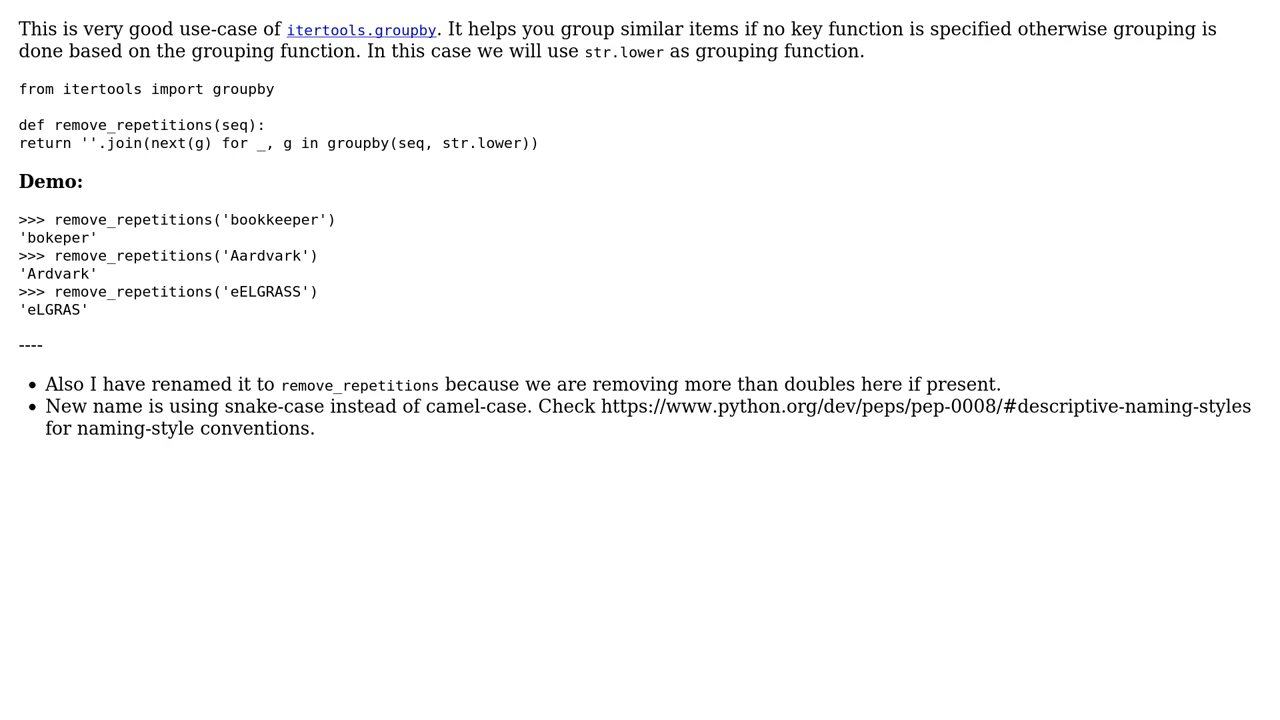 This is very good use-case of itertools.groupby. It helps you group similar items if no key function is specified otherwise grouping is
done based on the grouping function. In this case we will use str.lower as grouping function.
from itertools import groupby
def remove_repetitions(seq):
return ''.join(next(g) for _, g in groupby(seq, str.lower))
Demo:
>>> remove_repetitions('bookkeeper')
'bokeper'
>>> remove_repetitions('Aardvark')
'Ardvark'
>>> remove_repetitions('eELGRASS')
'eLGRAS'
----
• Also I have renamed it to remove_repetitions because we are removing more than doubles here if present.
• New name is using snake-case instead of camel-case. Check https://www.python.org/dev/peps/pep-0008/#descriptive-naming-styles
for naming-style conventions.